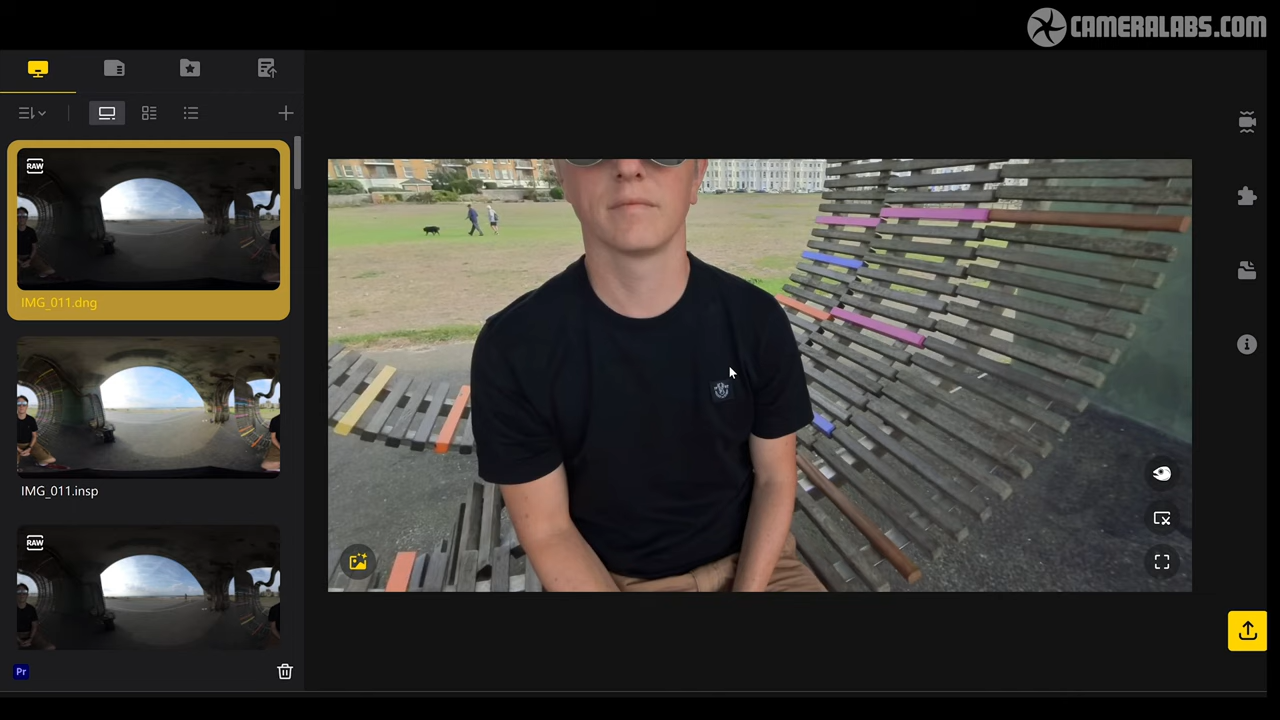 CAMERALABS.COM
RAW
IMG_011.dng
IMG_011.insp
RAW
Pr